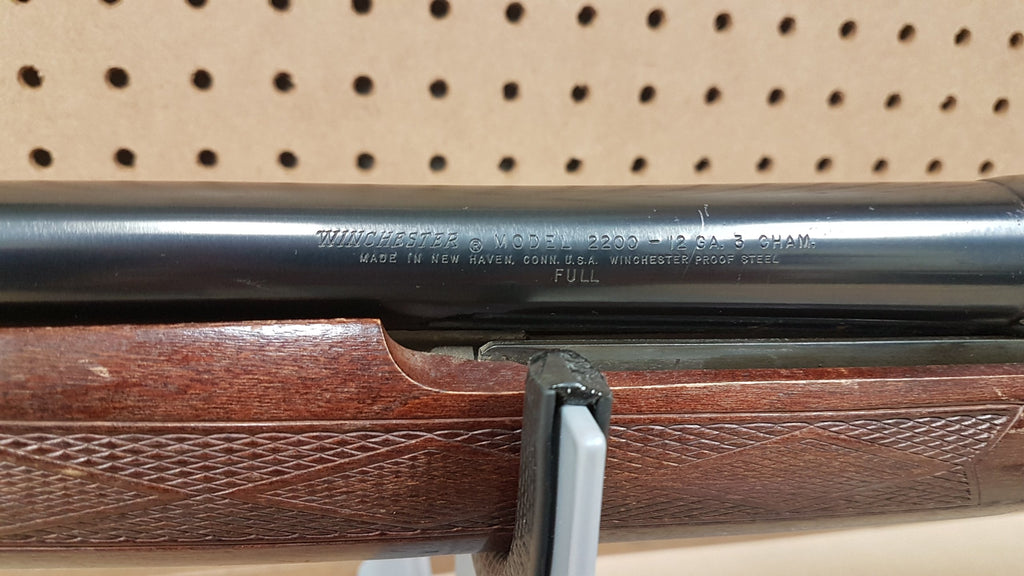 WINCHESTER ® MODEL 2200 - 12 GA. 3 CHAM.
MADE IN NEW HAVEN, CONN. U.S.A. WINCHESTER PROOF STEEL
FULL